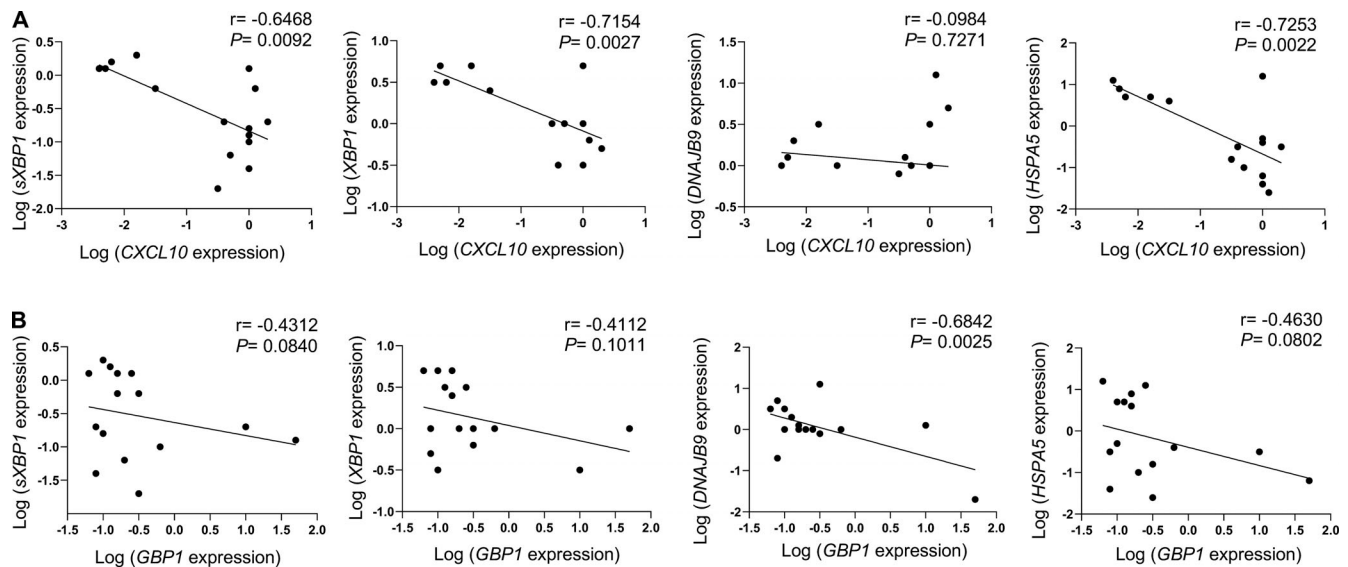 A
r= -0.6468
P= 0.0092
Log (sXBP1 expression)
0.5
0.0
-0.5
-1.0
-1.5
-2.0
-3 -2 -1 0 1
Log (CXCL10 expression)
r= -0.7154
P= 0.0027
Log (XBP1 expression)
1.0
0.5
0.0
-0.5
-1.0
-3 -2 -1 0 1
Log (CXCL10 expression)
r= -0.0984
P= 0.7271
Log (DNAJB9 expression)
1.5
1.0
0.5
0.0
-0.5
-3 -2 -1 0 1
Log (CXCL10 expression)
r= -0.7253
P= 0.0022
Log (HSPA5 expression)
2
1
0
-1
-2
-3 -2 -1 0 1
Log (CXCL10 expression)
B
r= -0.4312
P= 0.0840
Log (sXBP1 expression)
0.5
0.0
-0.5
-1.0
-1.5
-1.5 -1.0 -0.5 0.0 0.5 1.0 1.5 2.0
Log (GBP1 expression)
r= -0.4112
P= 0.1011
Log (XBP1 expression)
1.0
0.5
0.0
-0.5
-1.0
-1.5 -1.0 -0.5 0.0 0.5 1.0 1.5 2.0
Log (GBP1 expression)
r= -0.6842
P= 0.0025
Log (DNAJB9 expression)
2
1
0
-1
-2
-1.5 -1.0 -0.5 0.0 0.5 1.0 1.5 2.0
Log (GBP1 expression)
r= -0.4630
P= 0.0802
Log (HSPA5 expression)
2
1
0
-1
-2
-1.5 -1.0 -0.5 0.0 0.5 1.0 1.5 2.0
Log (GBP1 expression)